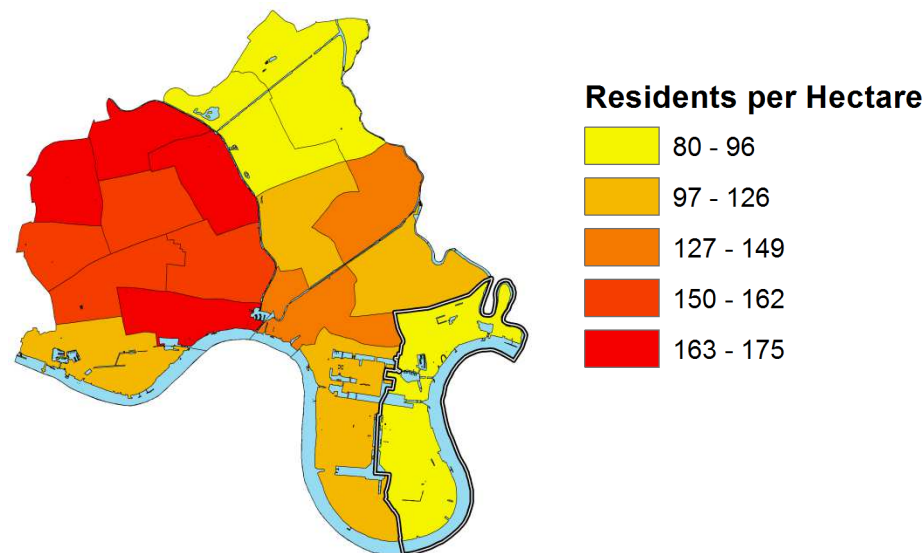 Residents per Hectare
80 - 96
97 - 126
127 - 149
150 - 162
163 - 175